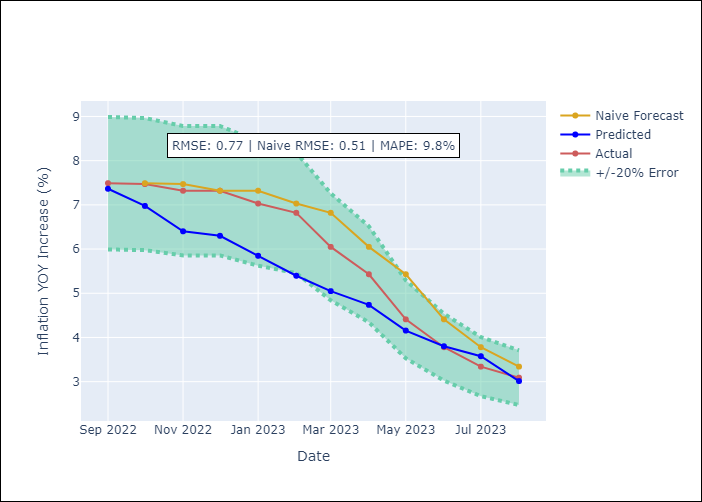 RMSE: 0.77 | Naive RMSE: 0.51 | MAPE: 9.8%
Naive Forecast
Predicted
Actual
+/-20% Error
Inflation YOY Increase (%)
9
8
7
6
5
4
3
Sep 2022 Nov 2022 Jan 2023 Mar 2023 May 2023 Jul 2023
Date